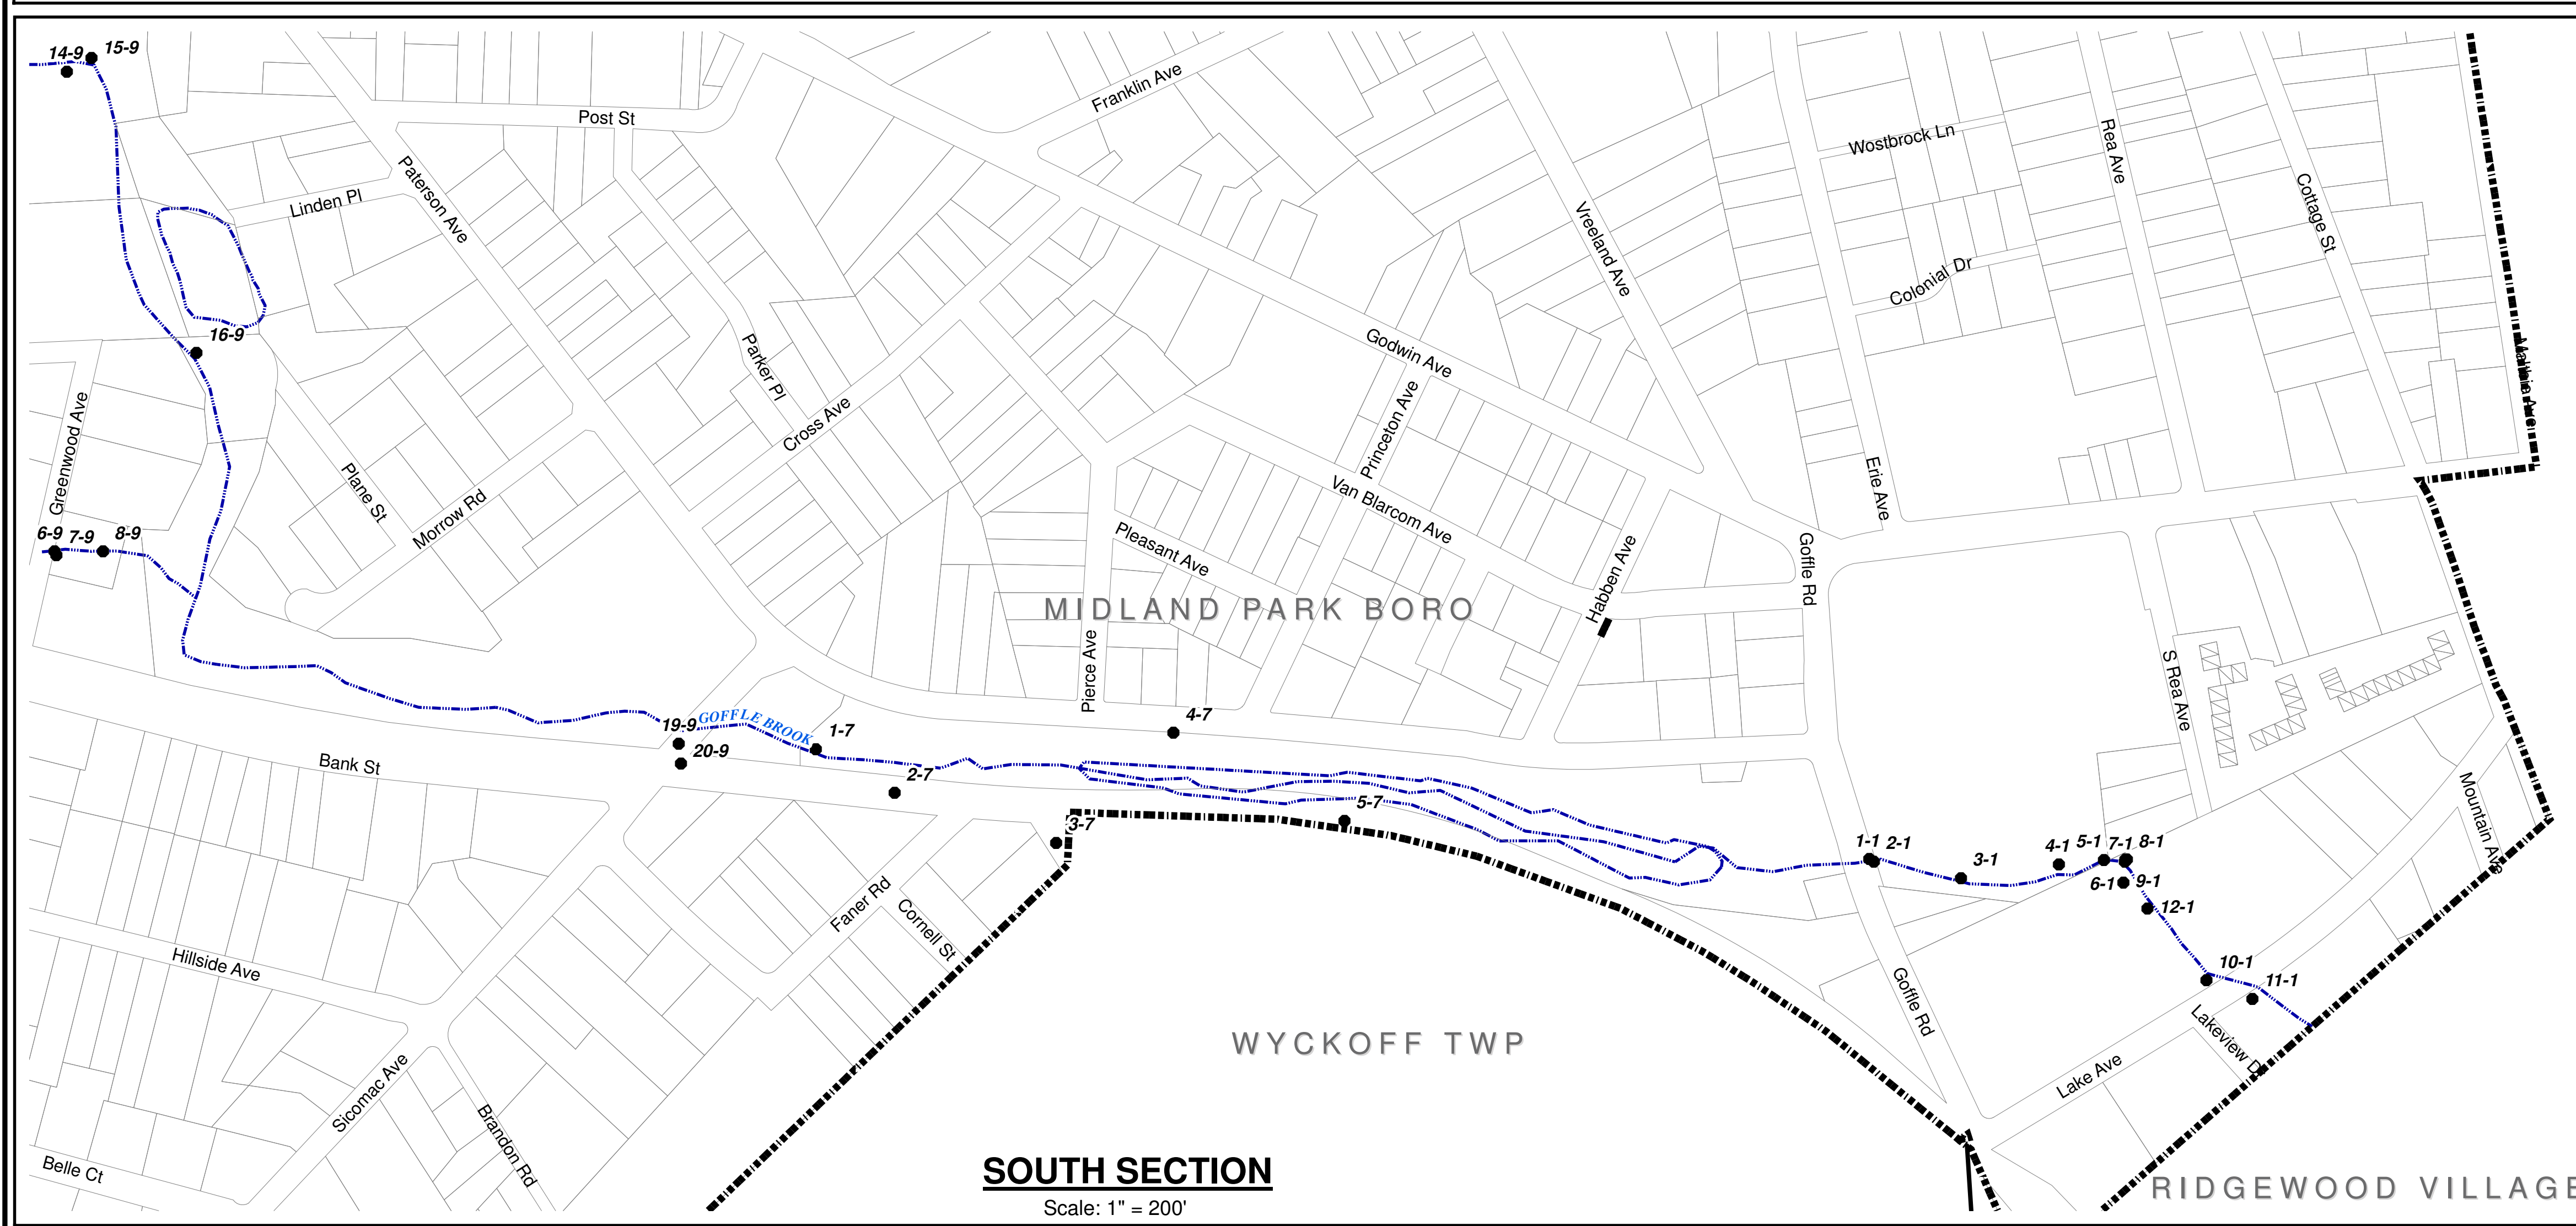 14-9
15-9
Franklin Ave
Post St
Wostbrock Ln
Rea Ave
Paterson Ave
Linden Pl
Cottage St
Vreeland Ave
Colonial Dr
16-9
Godwin Ave
Parker Pl
Cross Ave
Princeton Ave
Greenwood Ave
Plane St
Morrow Rd
Van Blarcom Ave
Erie Ave
6-9
7-9
8-9
Pleasant Ave
Habben Ave
Goffle Rd
MIDLAND PARK BORO
Pierce Ave
S Rea Ave
19-9
GOFFLE BROOK
1-7
4-7
20-9
Bank St
2-7
5-7
3-7
Mountain Ave
1-1
2-1
3-1
4-1
5-1
7-1
8-1
6-1
9-1
12-1
Faner Rd
Cornell St
Hillside Ave
10-1
11-1
Goffle Rd
Lakeview D
WYCKOFF TWP
Lake Ave
Sicomac Ave
Brandon Rd
Belle Ct
SOUTH SECTION
Scale: 1" = 200'
RIDGEWOOD VILLAGE